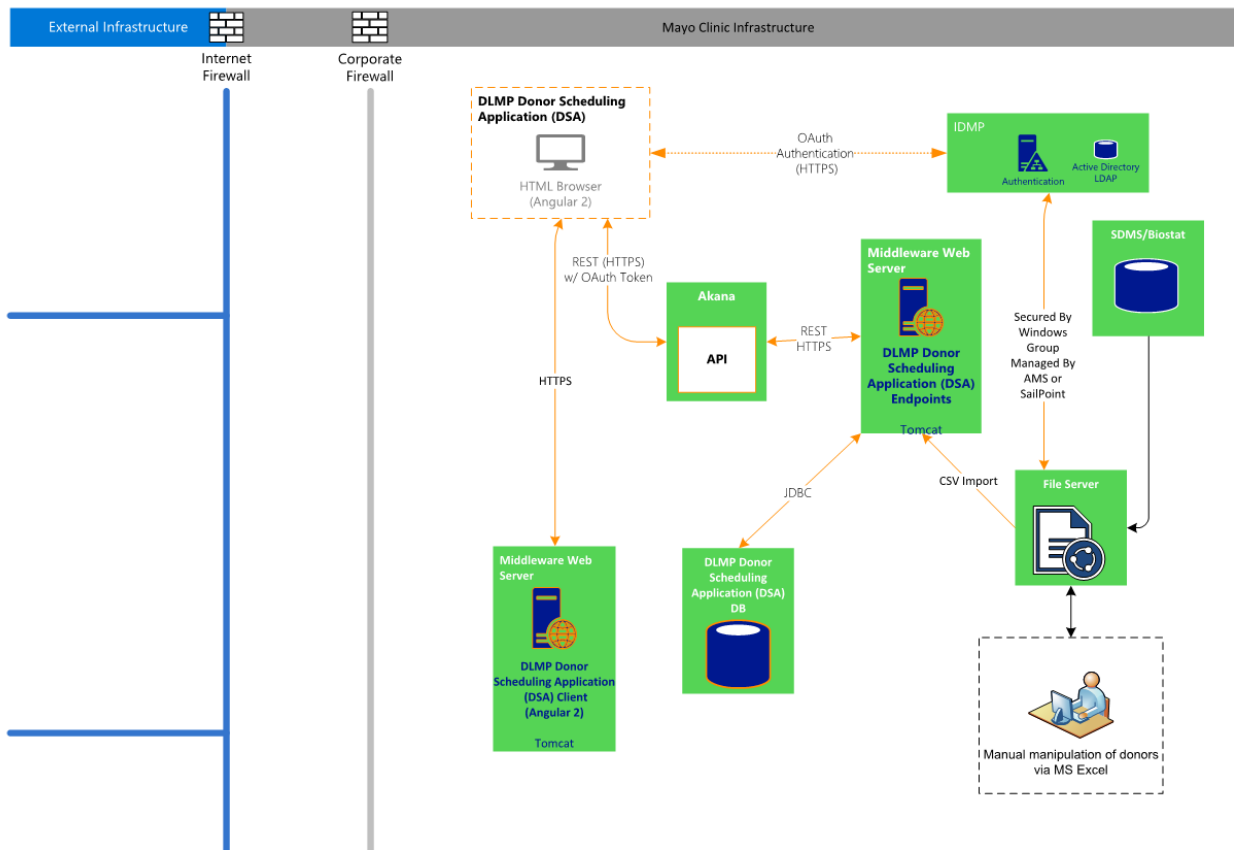 External Infrastructure
Mayo Clinic Infrastructure
Internet
Firewall
Corporate
Firewall
DLMP Donor Scheduling
Application (DSA)
HTML Browser
(Angular 2)
OAuth
Authentication
(HTTPS)
IDMP
Authentication
Active Directory
LDAP
REST (HTTPS)
w/ OAuth Token
Akana
API
REST
HTTPS
Middleware Web
Server
DLMP Donor
Scheduling
Application (DSA)
Endpoints
Tomcat
SDMS/Biostat
Secured By
Windows
Group
Managed By
AMS or
SailPoint
HTTPS
JDBC
CSV Import
File Server
Middleware Web
Server
DLMP Donor
Scheduling Application
(DSA) Client
(Angular 2)
Tomcat
DLMP Donor
Scheduling
Application (DSA)
DB
Manual manipulation of donors
via MS Excel